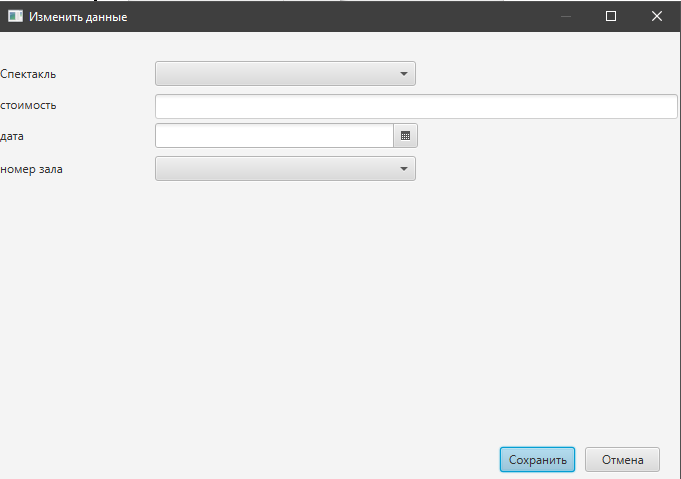 Изменить данные
Спектакль
стоимость
дата
номер зала
Сохранить
Отмена